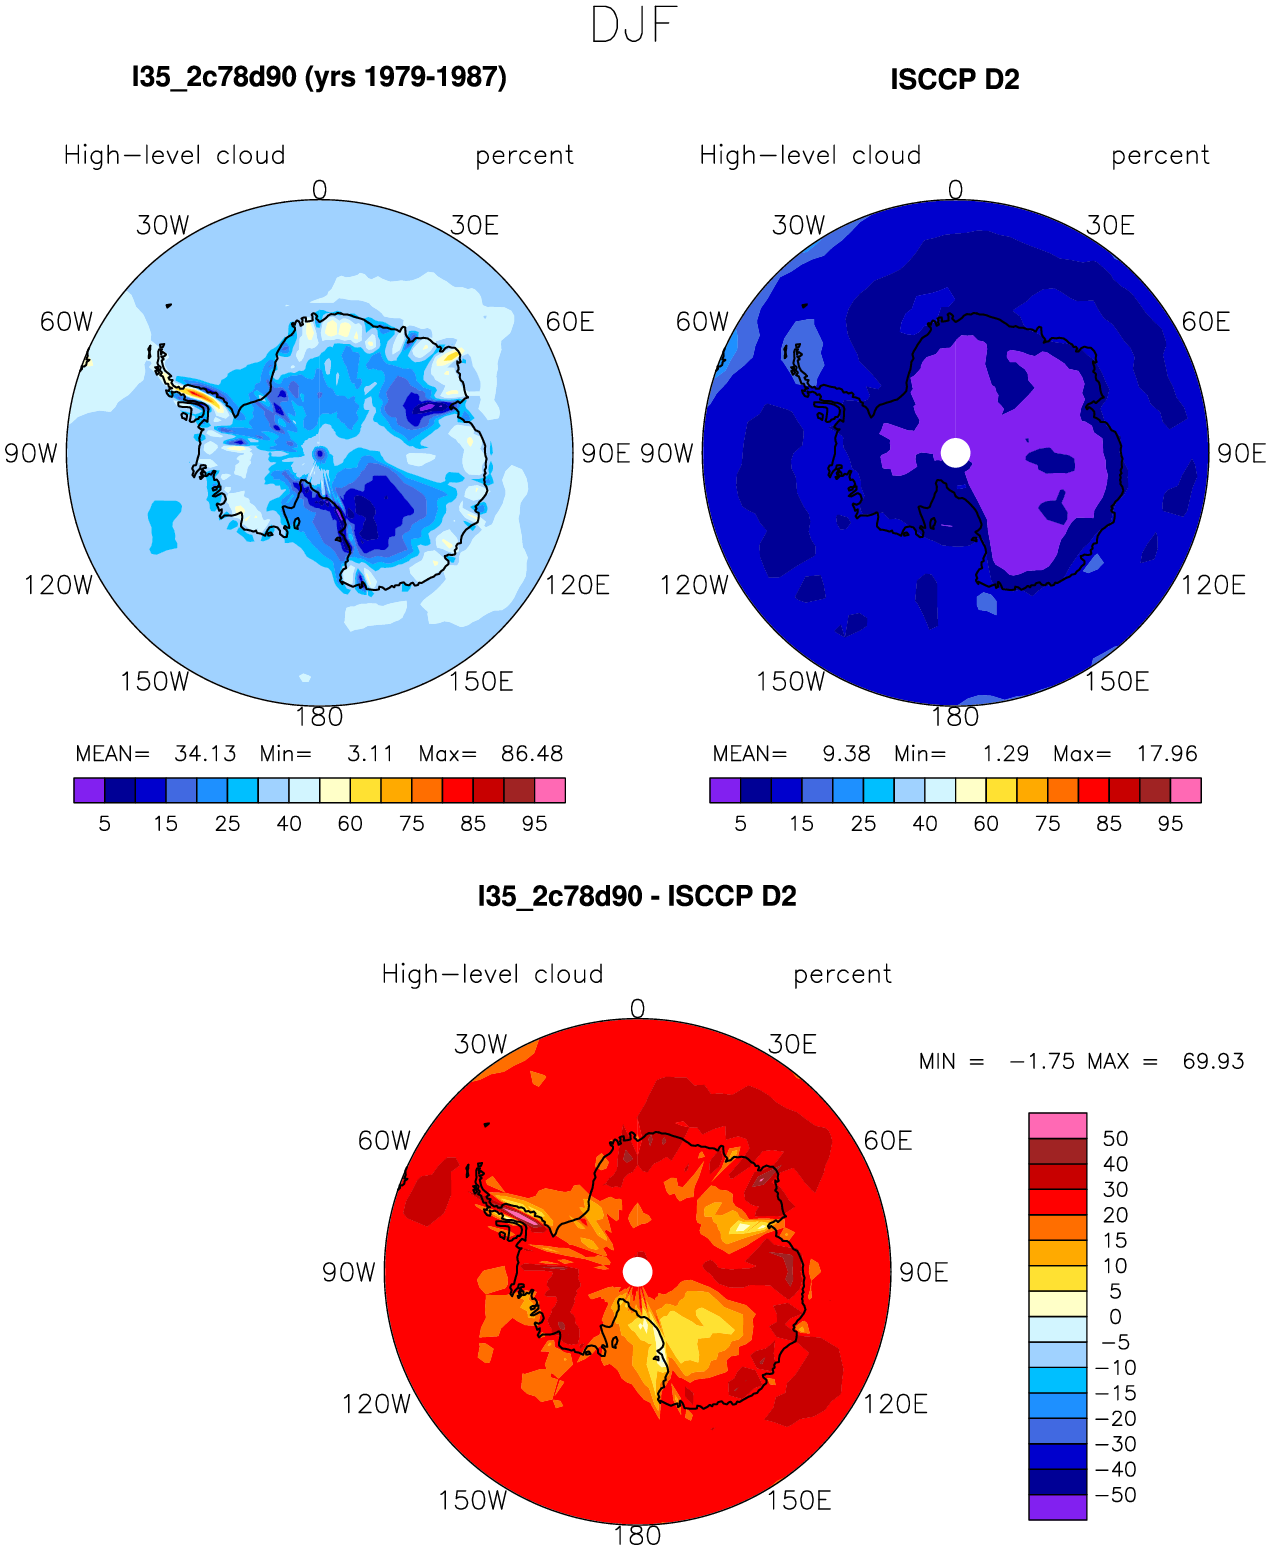 DJF
I35_2c78d90 (yrs 1979-1987)
High-level cloud percent
0
30W 30E
60W 60E
90W 90E
120W 120E
150W 150E
180
MEAN= 34.13 Min= 3.11 Max= 86.48
5 15 25 40 60 75 85 95
ISCCP D2
High-level cloud percent
0
30W 30E
60W 60E
90W 90E
120W 120E
150W 150E
180
MEAN= 9.38 Min= 1.29 Max= 17.96
5 15 25 40 60 75 85 95
I35_2c78d90 - ISCCP D2
High-level cloud percent
0
30W 30E
60W 60E
90W 90E
120W 120E
150W 150E
180
MIN = -1.75 MAX = 69.93
50
40
30
20
15
10
5
0
-5
-10
-15
-20
-30
-40
-50